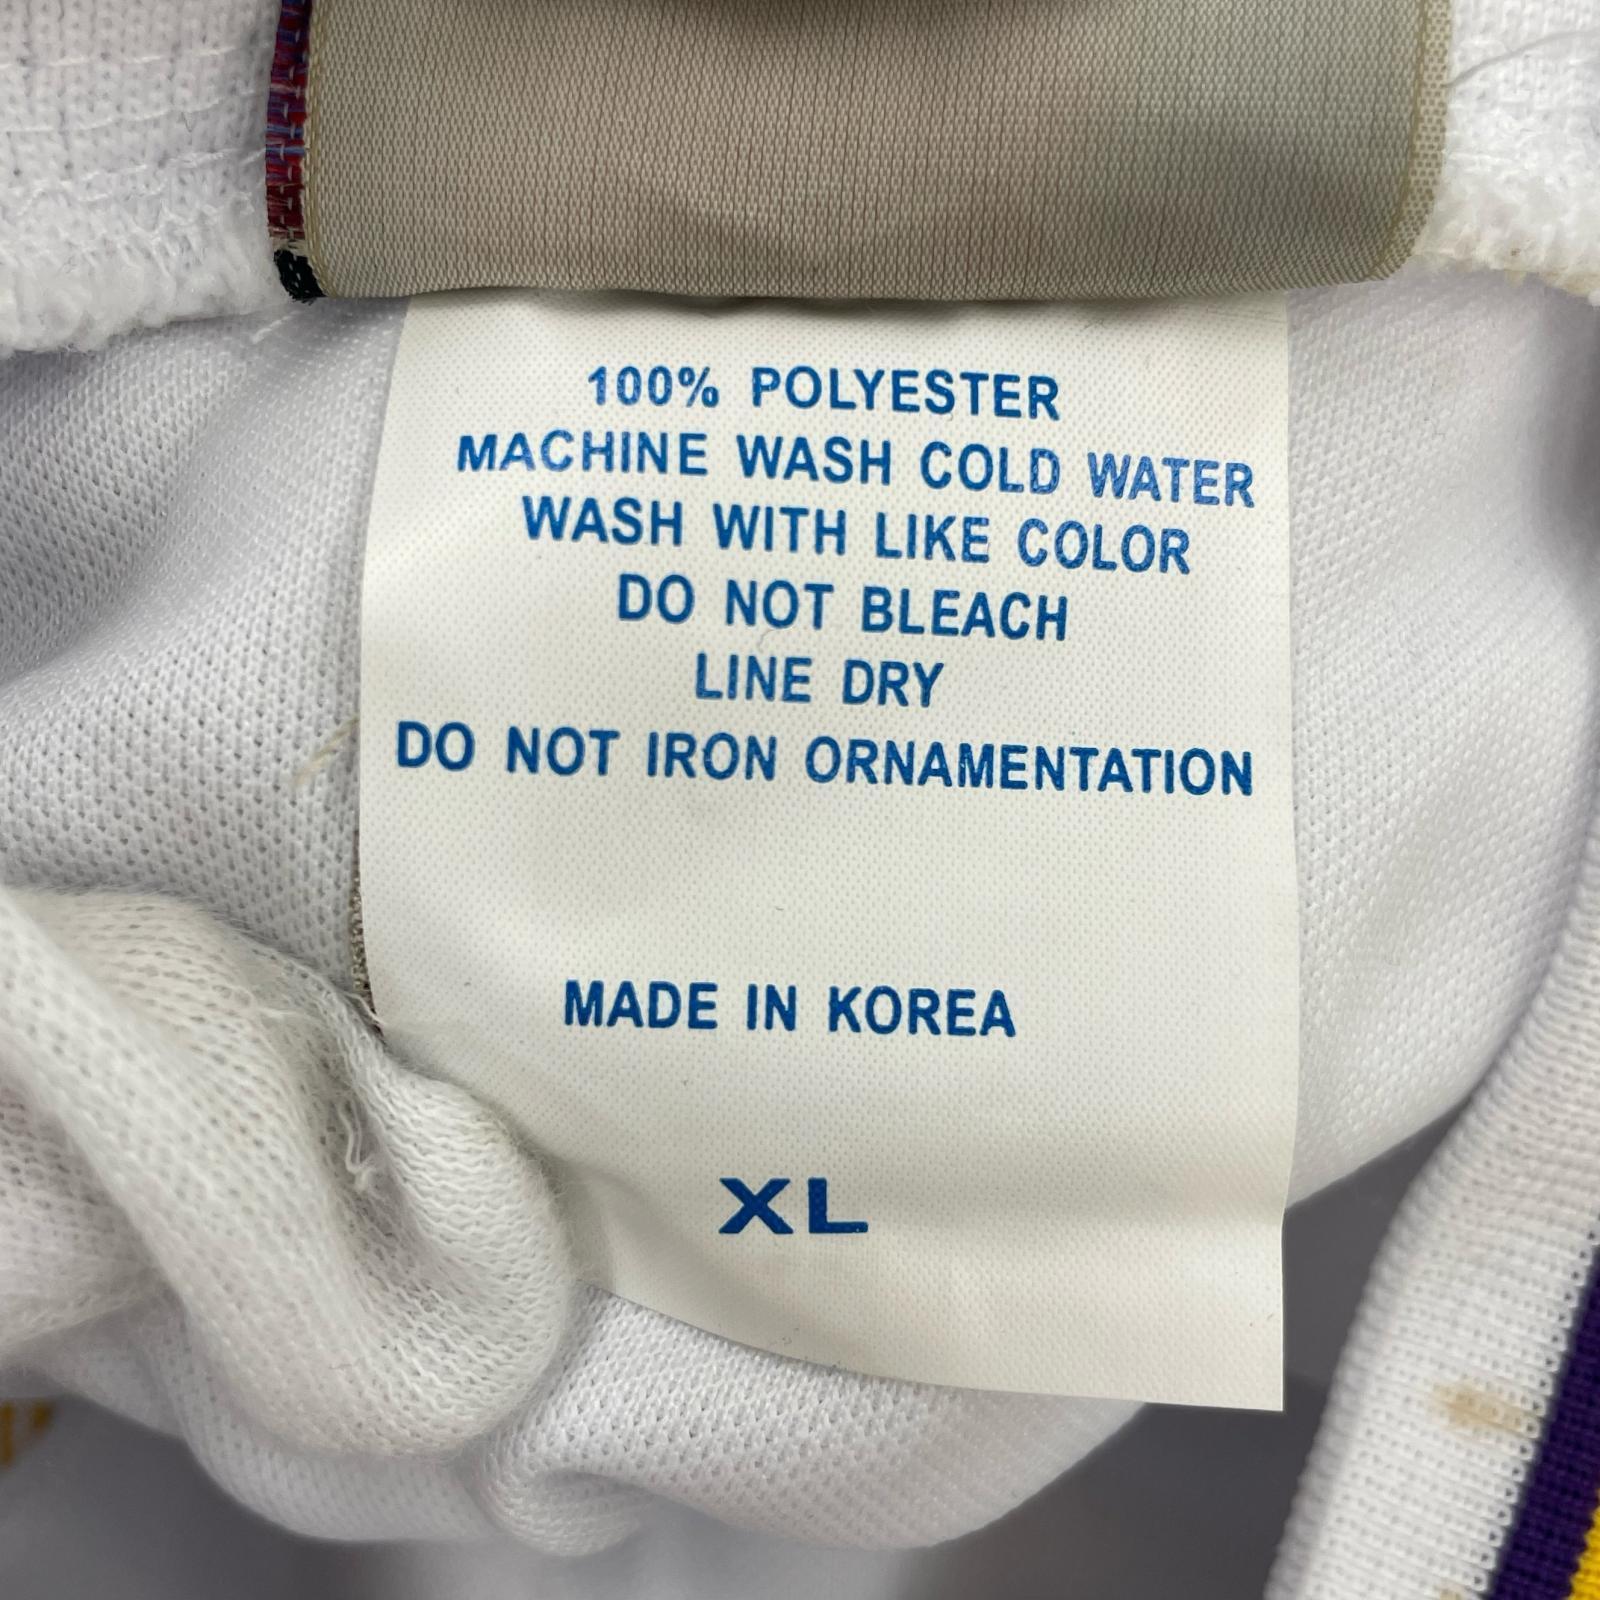 100% POLYESTER
MACHINE WASH COLD WATER
WASH WITH LIKE COLOR
DO NOT BLEACH
LINE DRY
DO NOT IRON ORNAMENTATION
MADE IN KOREA
XL